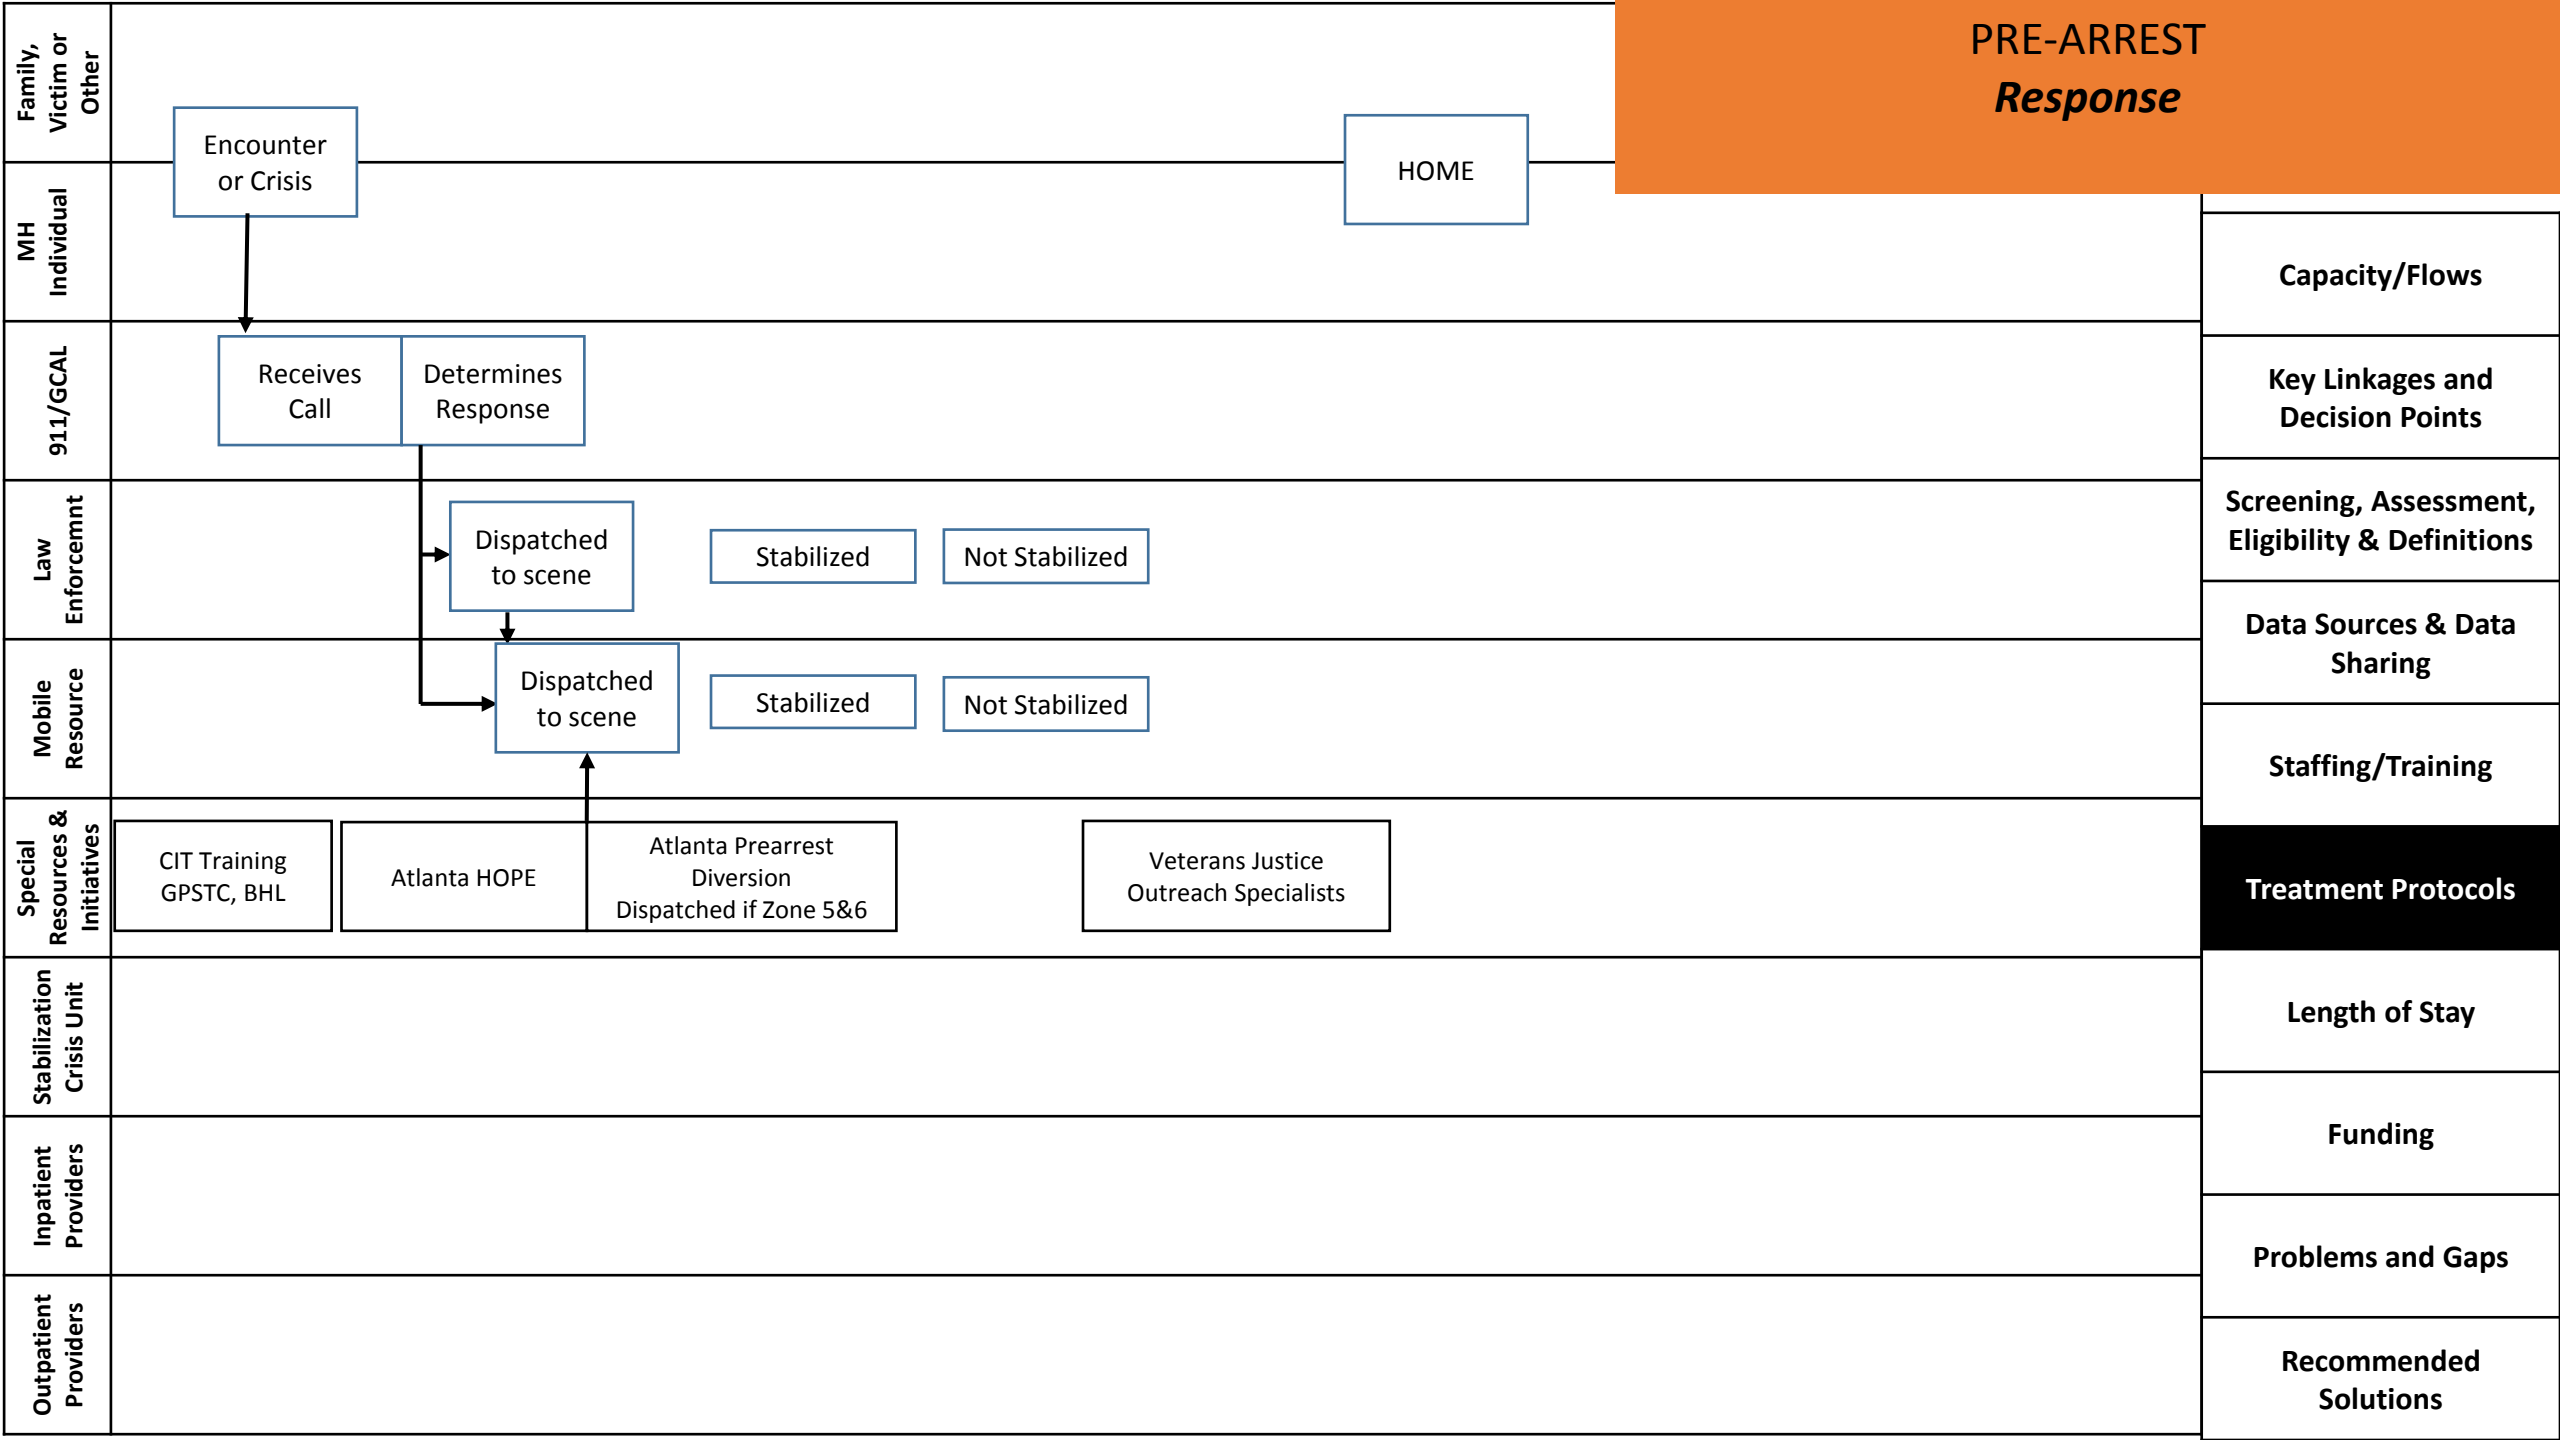 PRE-ARREST
Response
Family,
Victim or
Other
Encounter
or Crisis
HOME
MH
Individual
911/GCAL
Receives
Call
Determines
Response
Law
Enforcemnt
Dispatched
to scene
Stabilized
Not Stabilized
Mobile
Resource
Dispatched
to scene
Stabilized
Not Stabilized
Special
Resources &
Initiatives
CIT Training
GPSTC, BHL
Atlanta HOPE
Atlanta Prearrest
Diversion
Dispatched if Zone 5&6
Veterans Justice
Outreach Specialists
Stabilization
Crisis Unit
Inpatient
Providers
Outpatient
Providers
Capacity/Flows
Key Linkages and
Decision Points
Screening, Assessment,
Eligibility & Definitions
Data Sources & Data
Sharing
Staffing/Training
Treatment Protocols
Length of Stay
Funding
Problems and Gaps
Recommended
Solutions